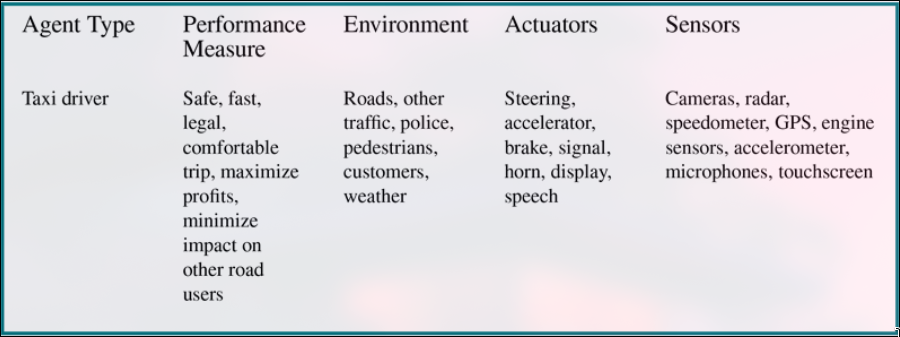 Agent Type
Performance
Measure
Environment
Actuators
Sensors
Taxi driver
Safe, fast,
legal,
comfortable
trip, maximize
profits,
minimize
impact on
other road
users
Roads, other
traffic, police,
pedestrians,
customers,
weather
Steering,
accelerator,
brake, signal,
horn, display,
speech
Cameras, radar,
speedometer, GPS, engine
sensors, accelerometer,
microphones, touchscreen